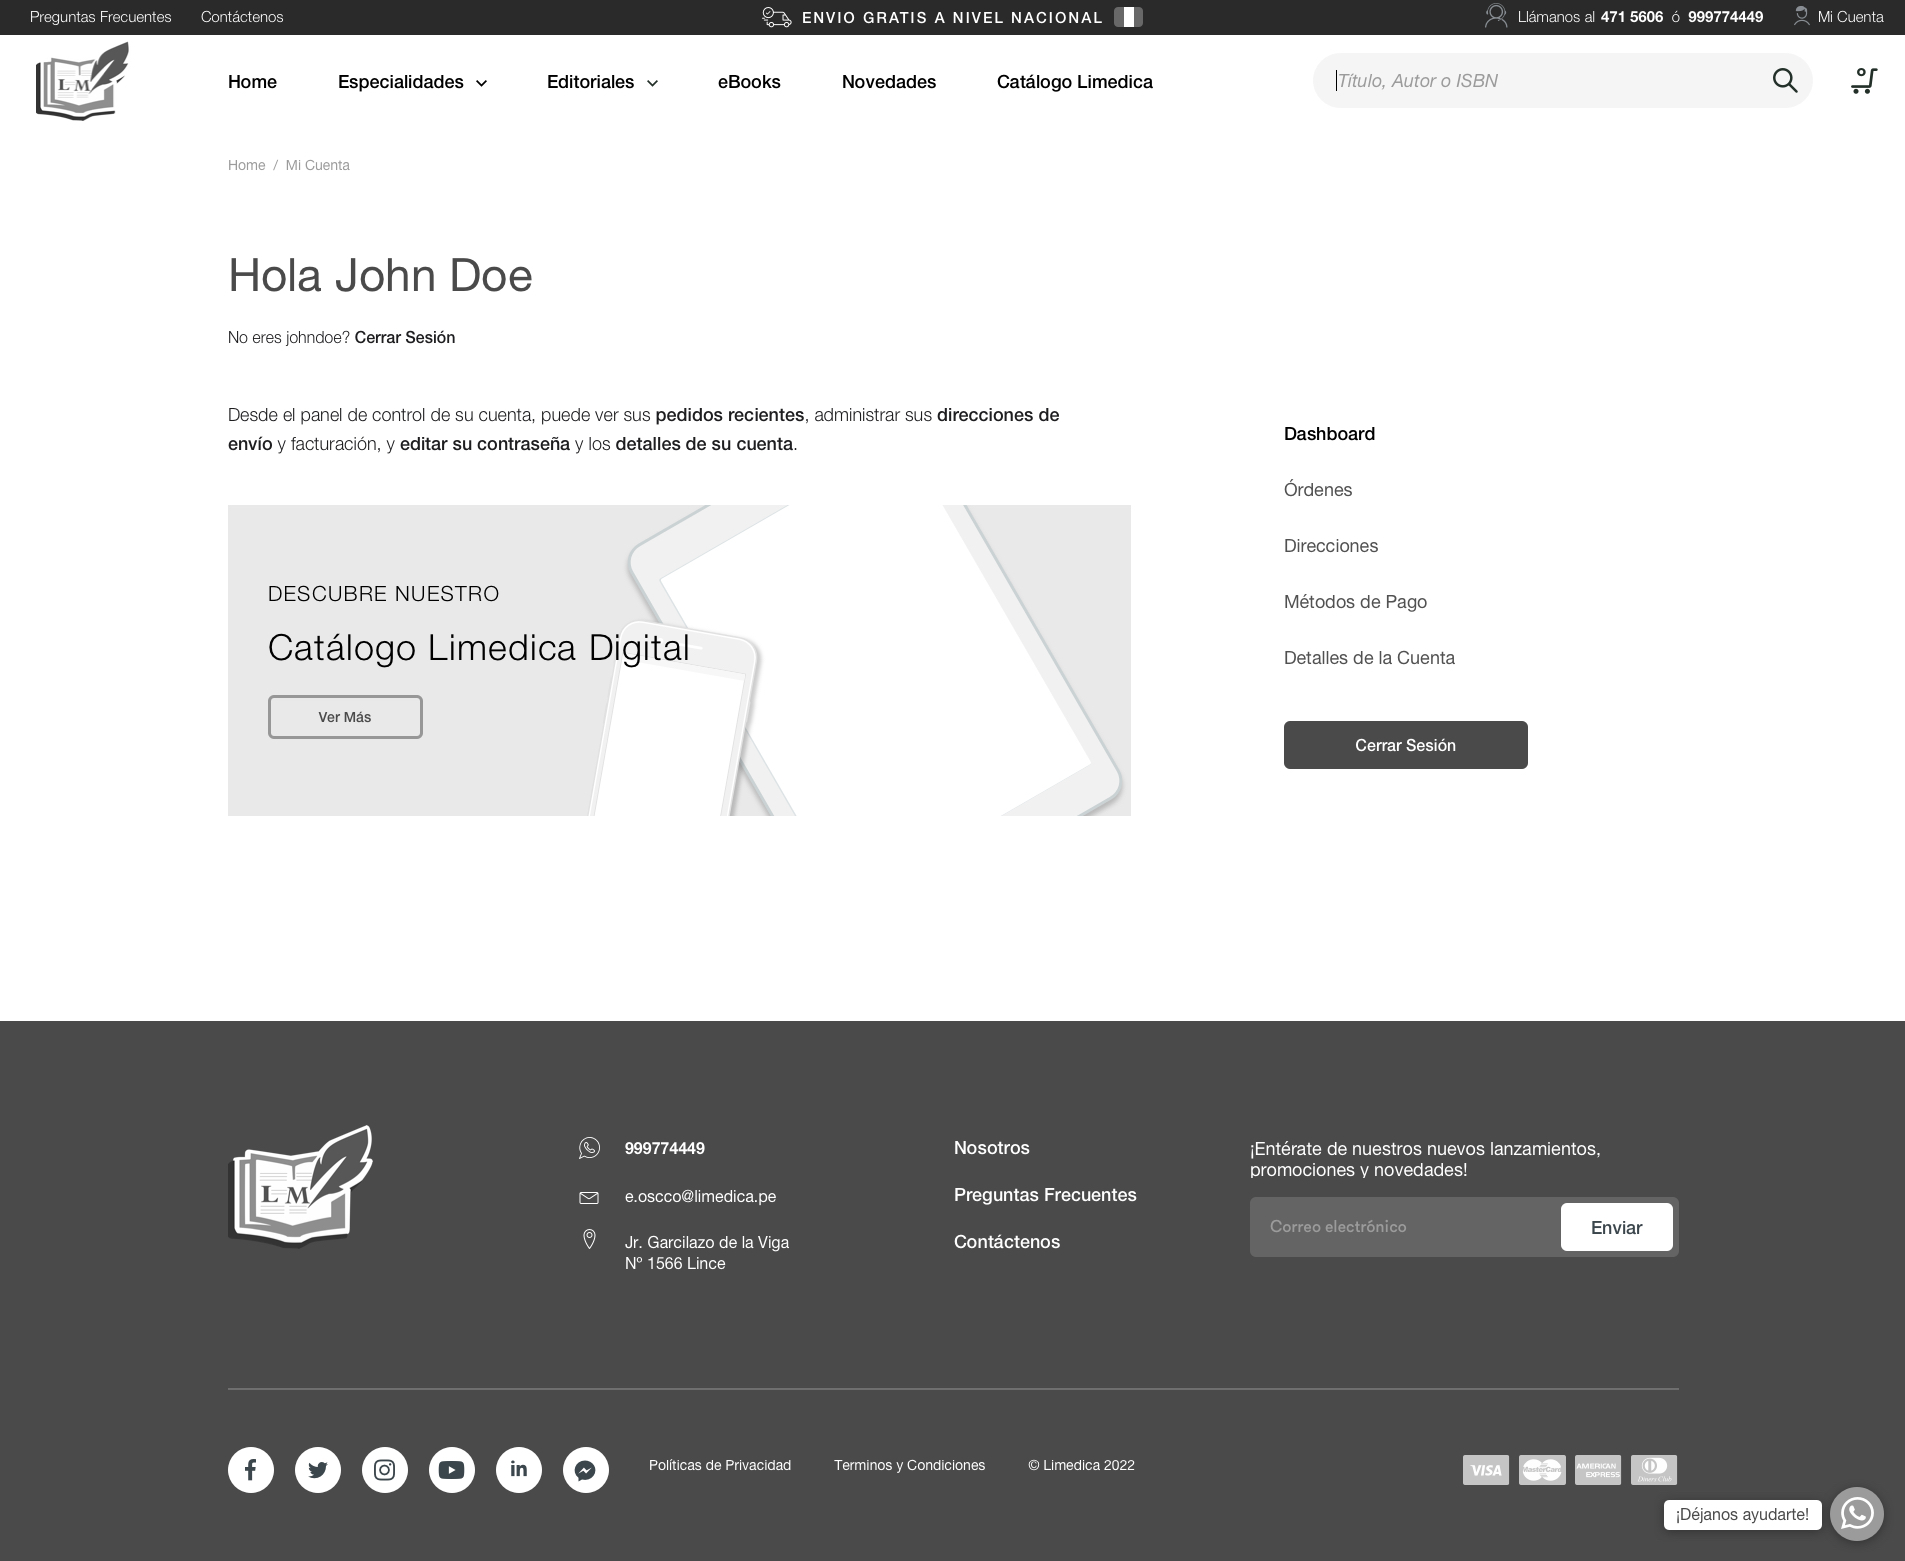 Preguntas Frecuentes
Contáctenos
ENVIO GRATIS A NIVEL NACIONAL
Llámanos al 471 5606 ó 999774449
Mi Cuenta
L M
Home
Especialidades
Editoriales
eBooks
Novedades
Catálogo Limedica
Título, Autor o ISBN
0
Home / Mi Cuenta
Hola John Doe
No eres johndoe? Cerrar Sesión
Desde el panel de control de su cuenta, puede ver sus pedidos recientes, administrar sus direcciones de
envío y facturación, y editar su contraseña y los detalles de su cuenta.
DESCUBRE NUESTRO
Catálogo Limedica Digital
Ver Más
Dashboard
Órdenes
Direcciones
Métodos de Pago
Detalles de la Cuenta
Cerrar Sesión
L M
999774449
e.oscco@limedica.pe
Jr. Garcilazo de la Viga
Nº 1566 Lince
Nosotros
Preguntas Frecuentes
Contáctenos
¡Entérate de nuestros nuevos lanzamientos,
promociones y novedades!
Correo electrónico
Enviar
Políticas de Privacidad
Terminos y Condiciones
© Limedica 2022
VISA
MasterCard
AMERICAN
EXPRESS
Diners Club
¡Déjanos ayudarte!